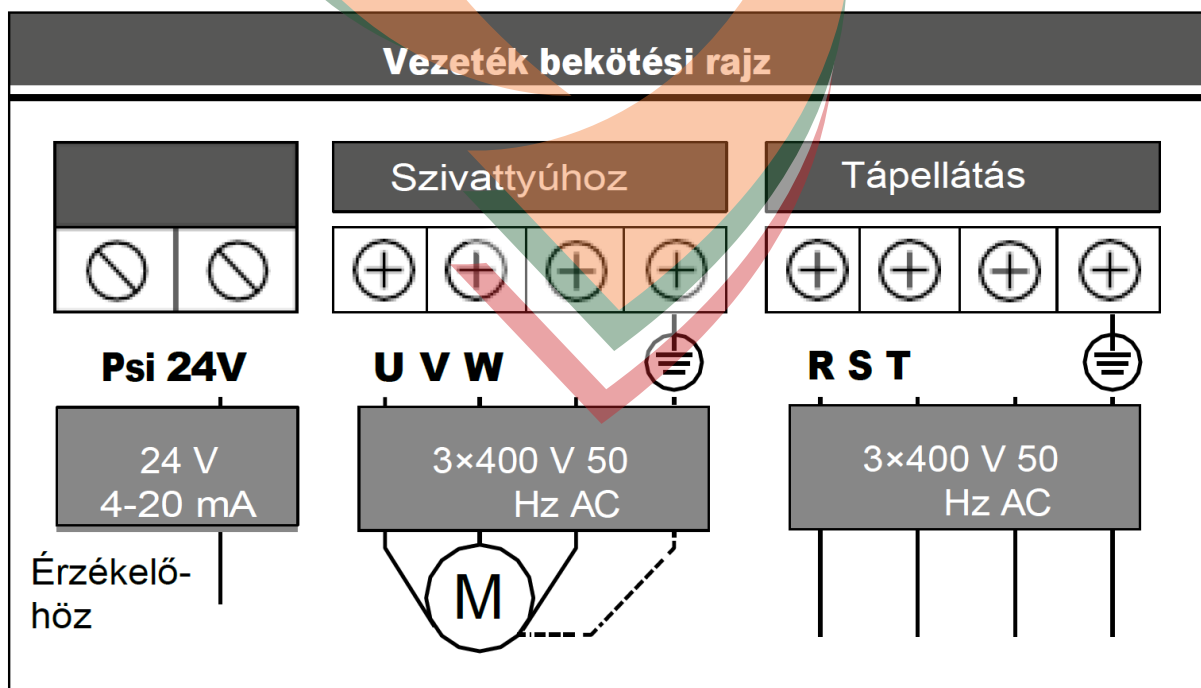 Vezeték bekötési rajz
Szivattyúhoz
Tápellátás
Psi 24V
U V W
R S T
24 V
4-20 mA
3×400 V 50
Hz AC
3×400 V 50
Hz AC
Érzékelő-
höz
M